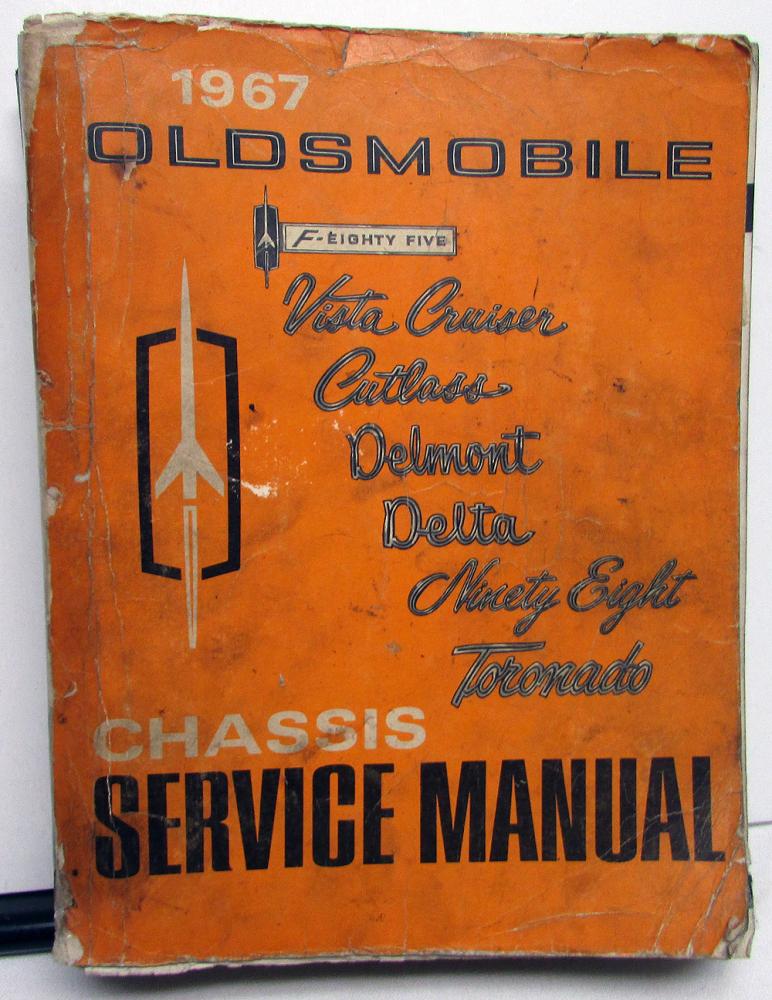 1967
OLDSMOBILE
F-EIGHTY FIVE
Vista Cruiser
Cutlass
Delmont
Delta
Ninety Eight
Toronado
CHASSIS
SERVICE MANUAL